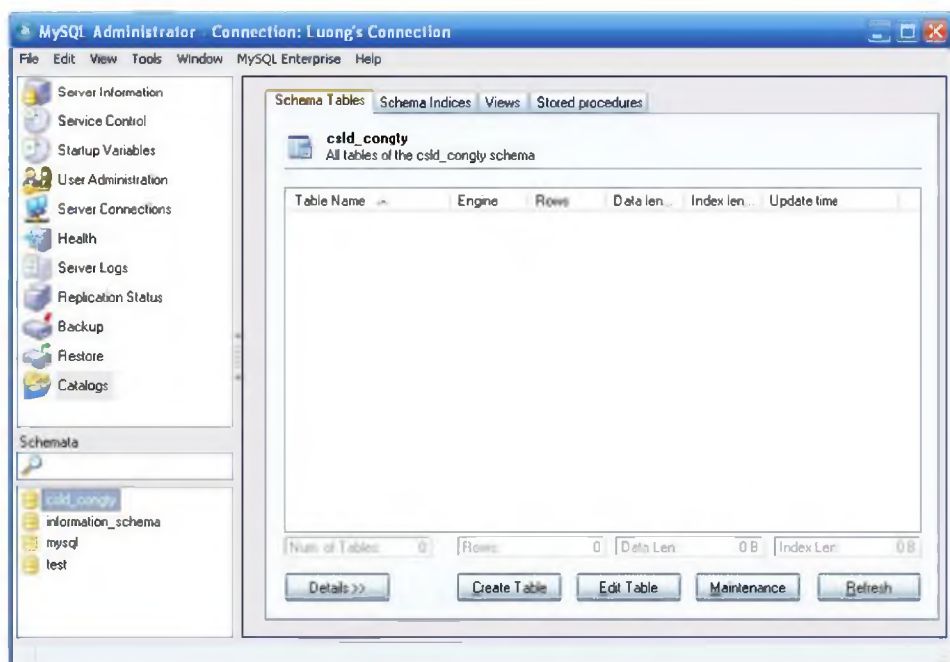 MySQL Administrator - Connection: Luong's Connection
File Edit View Tools Window MySQL Enterprise Help
Server Information
Service Control
Startup Variables
User Administration
Server Connections
Health
Server Logs
Replication Status
Backup
Restore
Catalogs
Schemata
csld_congty
information_schema
mysql
test
Schema Tables Schema Indices Views Stored procedures
csld_congty
All tables of the csld_congty schema
Table Name Engine Rows Data len... Index len... Update time
Num of Tables: 0 Rows: 0 Data Len: 0 B Index Len: 0 B
Details >> Create Table Edit Table Maintenance Refresh